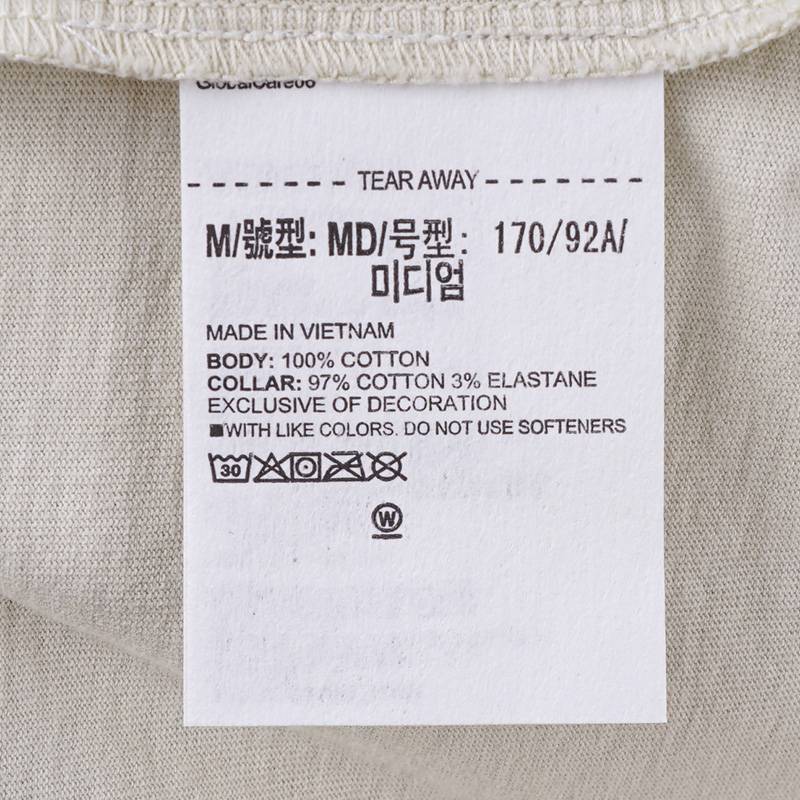 GlobalCare06
TEAR AWAY
M/號型: MD/号型: 170/92A/
미디엄
MADE IN VIETNAM
BODY: 100% COTTON
COLLAR: 97% COTTON 3% ELASTANE
EXCLUSIVE OF DECORATION
■WITH LIKE COLORS. DO NOT USE SOFTENERS
30
W